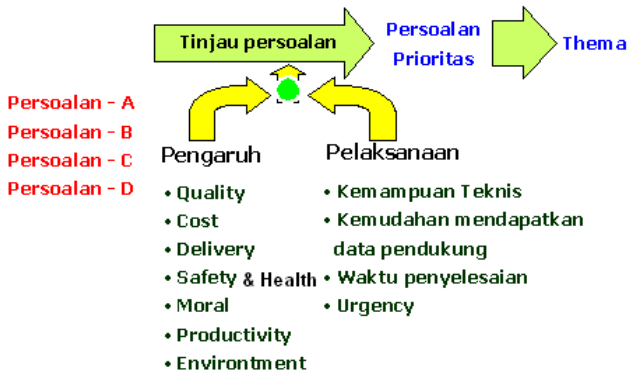 Tinjau persoalan
Persoalan
Prioritas
Thema
Persoalan - A
Persoalan - B
Persoalan - C
Persoalan - D
Pengaruh
• Quality
• Cost
• Delivery
• Safety & Health
• Moral
• Productivity
• Environtment
Pelaksanaan
• Kemampuan Teknis
• Kemudahan mendapatkan
data pendukung
• Waktu penyelesaian
• Urgency